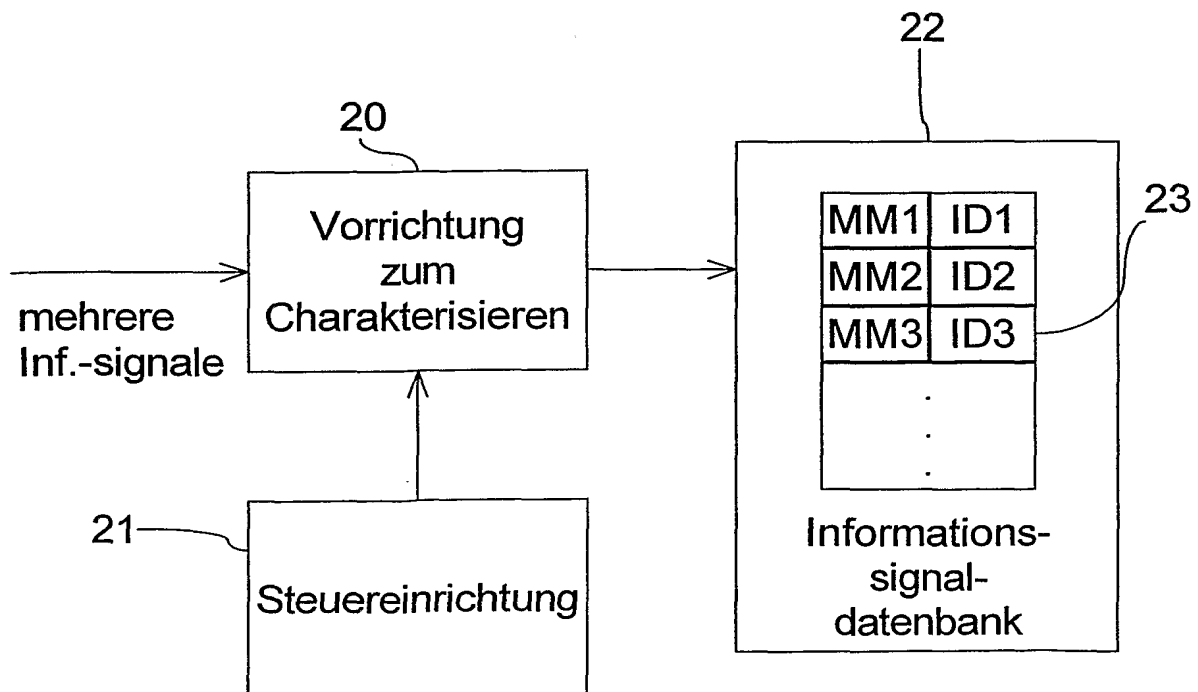 22
20
Vorrichtung
zum
Charakterisieren
mehrere
Inf.-signale
MM1 ID1
MM2 ID2
MM3 ID3
.
.
.
23
21
Steuereinrichtung
Informations-
signal-
datenbank